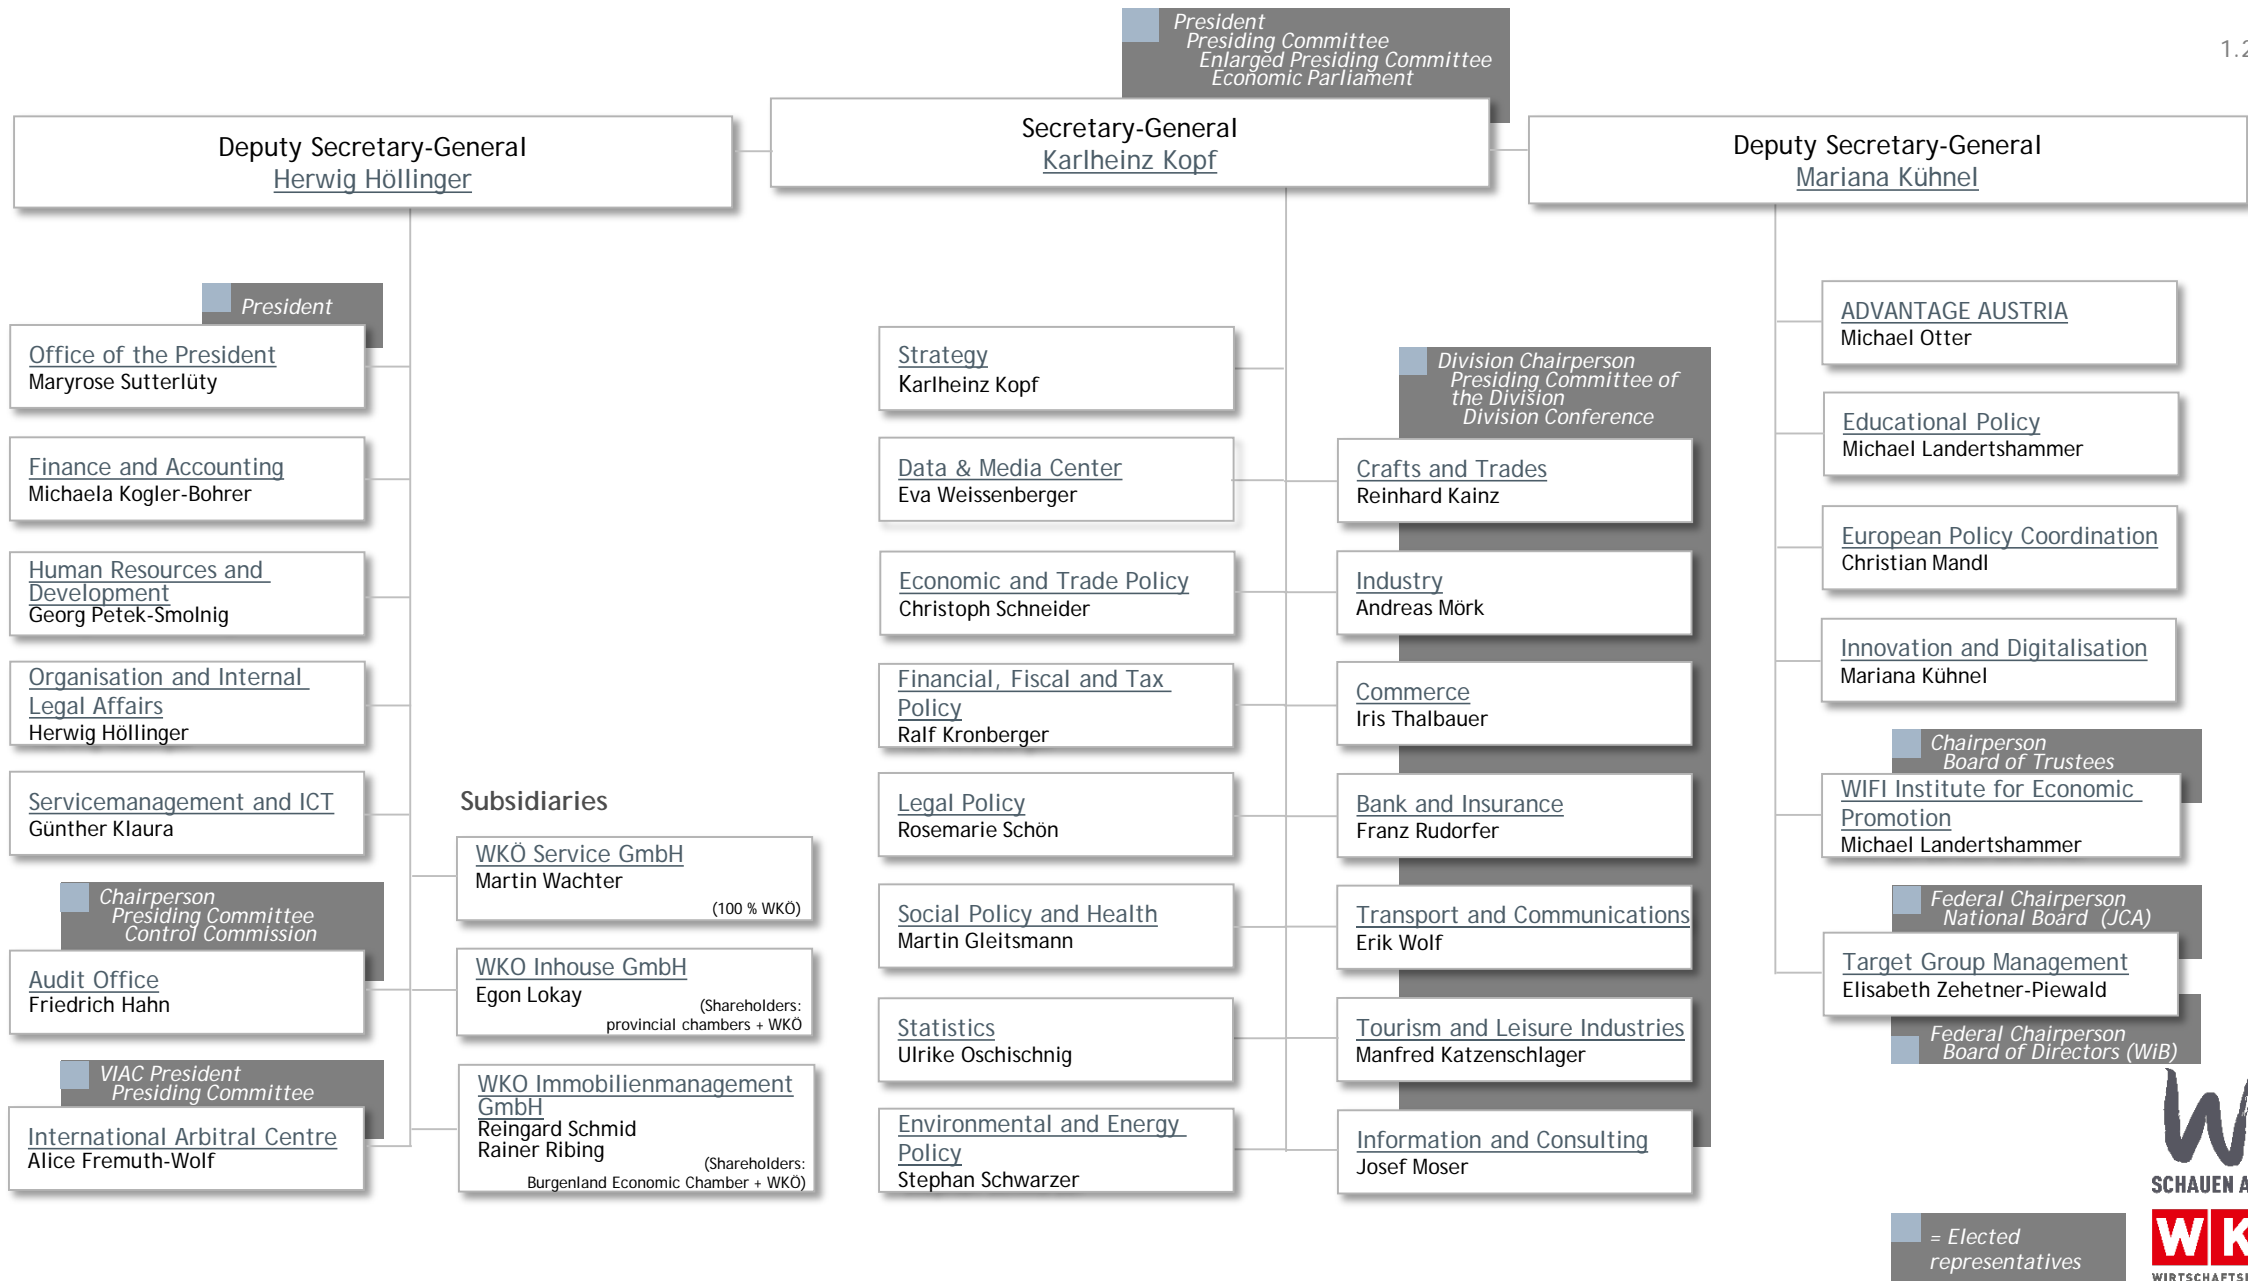 President
Presiding Committee
Enlarged Presiding Committee
Economic Parliament
Deputy Secretary-General
Herwig Höllinger
Secretary-General
Karlheinz Kopf
Deputy Secretary-General
Mariana Kühnel
President
Office of the President
Maryrose Sutterlüty
Finance and Accounting
Michaela Kogler-Bohrer
Human Resources and
Development
Georg Petek-Smolnig
Organisation and Internal
Legal Affairs
Herwig Höllinger
Servicemanagement and ICT
Günther Klaura
Chairperson
Presiding Committee
Control Commission
Audit Office
Friedrich Hahn
VIAC President
Presiding Committee
International Arbitral Centre
Alice Fremuth-Wolf
Subsidiaries
WKÖ Service GmbH
Martin Wachter
(100 % WKÖ)
WKO Inhouse GmbH
Egon Lokay
(Shareholders:
provincial chambers + WKÖ
WKO Immobilienmanagement
GmbH
Reingard Schmid
Rainer Ribing
(Shareholders:
Burgenland Economic Chamber + WKÖ)
Strategy
Karlheinz Kopf
Data & Media Center
Eva Weissenberger
Economic and Trade Policy
Christoph Schneider
Financial, Fiscal and Tax
Policy
Ralf Kronberger
Legal Policy
Rosemarie Schön
Social Policy and Health
Martin Gleitsmann
Statistics
Ulrike Oschischnig
Environmental and Energy
Policy
Stephan Schwarzer
Division Chairperson
Presiding Committee of
the Division
Division Conference
Crafts and Trades
Reinhard Kainz
Industry
Andreas Mörk
Commerce
Iris Thalbauer
Bank and Insurance
Franz Rudorfer
Transport and Communications
Erik Wolf
Tourism and Leisure Industries
Manfred Katzenschlager
Information and Consulting
Josef Moser
ADVANTAGE AUSTRIA
Michael Otter
Educational Policy
Michael Landertshammer
European Policy Coordination
Christian Mandl
Innovation and Digitalisation
Mariana Kühnel
Chairperson
Board of Trustees
WIFI Institute for Economic
Promotion
Michael Landertshammer
Federal Chairperson
National Board (JCA)
Target Group Management
Elisabeth Zehetner-Piewald
Federal Chairperson
Board of Directors (WiB)
SCHAUEN A
= Elected
representatives
W K